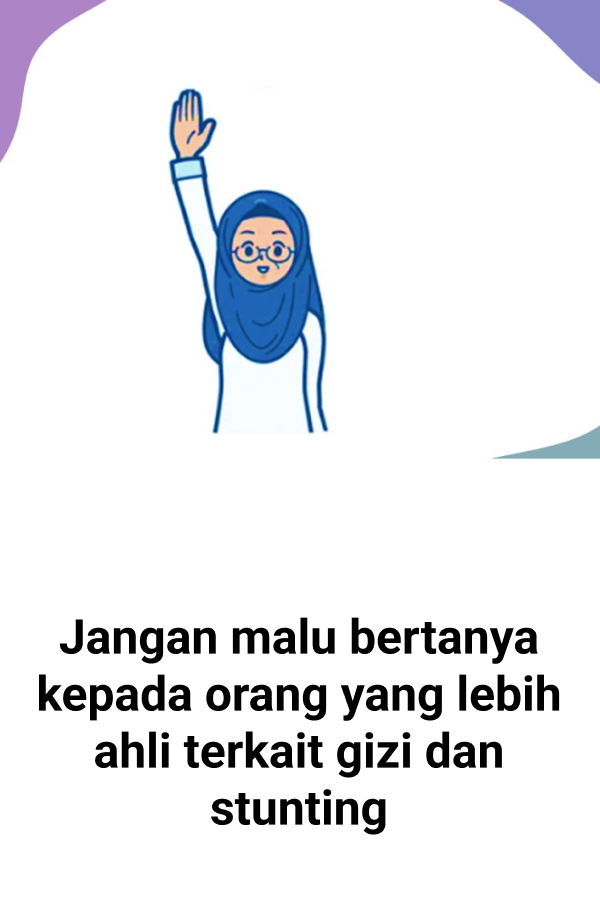 Jangan malu bertanya
kepada orang yang lebih
ahli terkait gizi dan
stunting